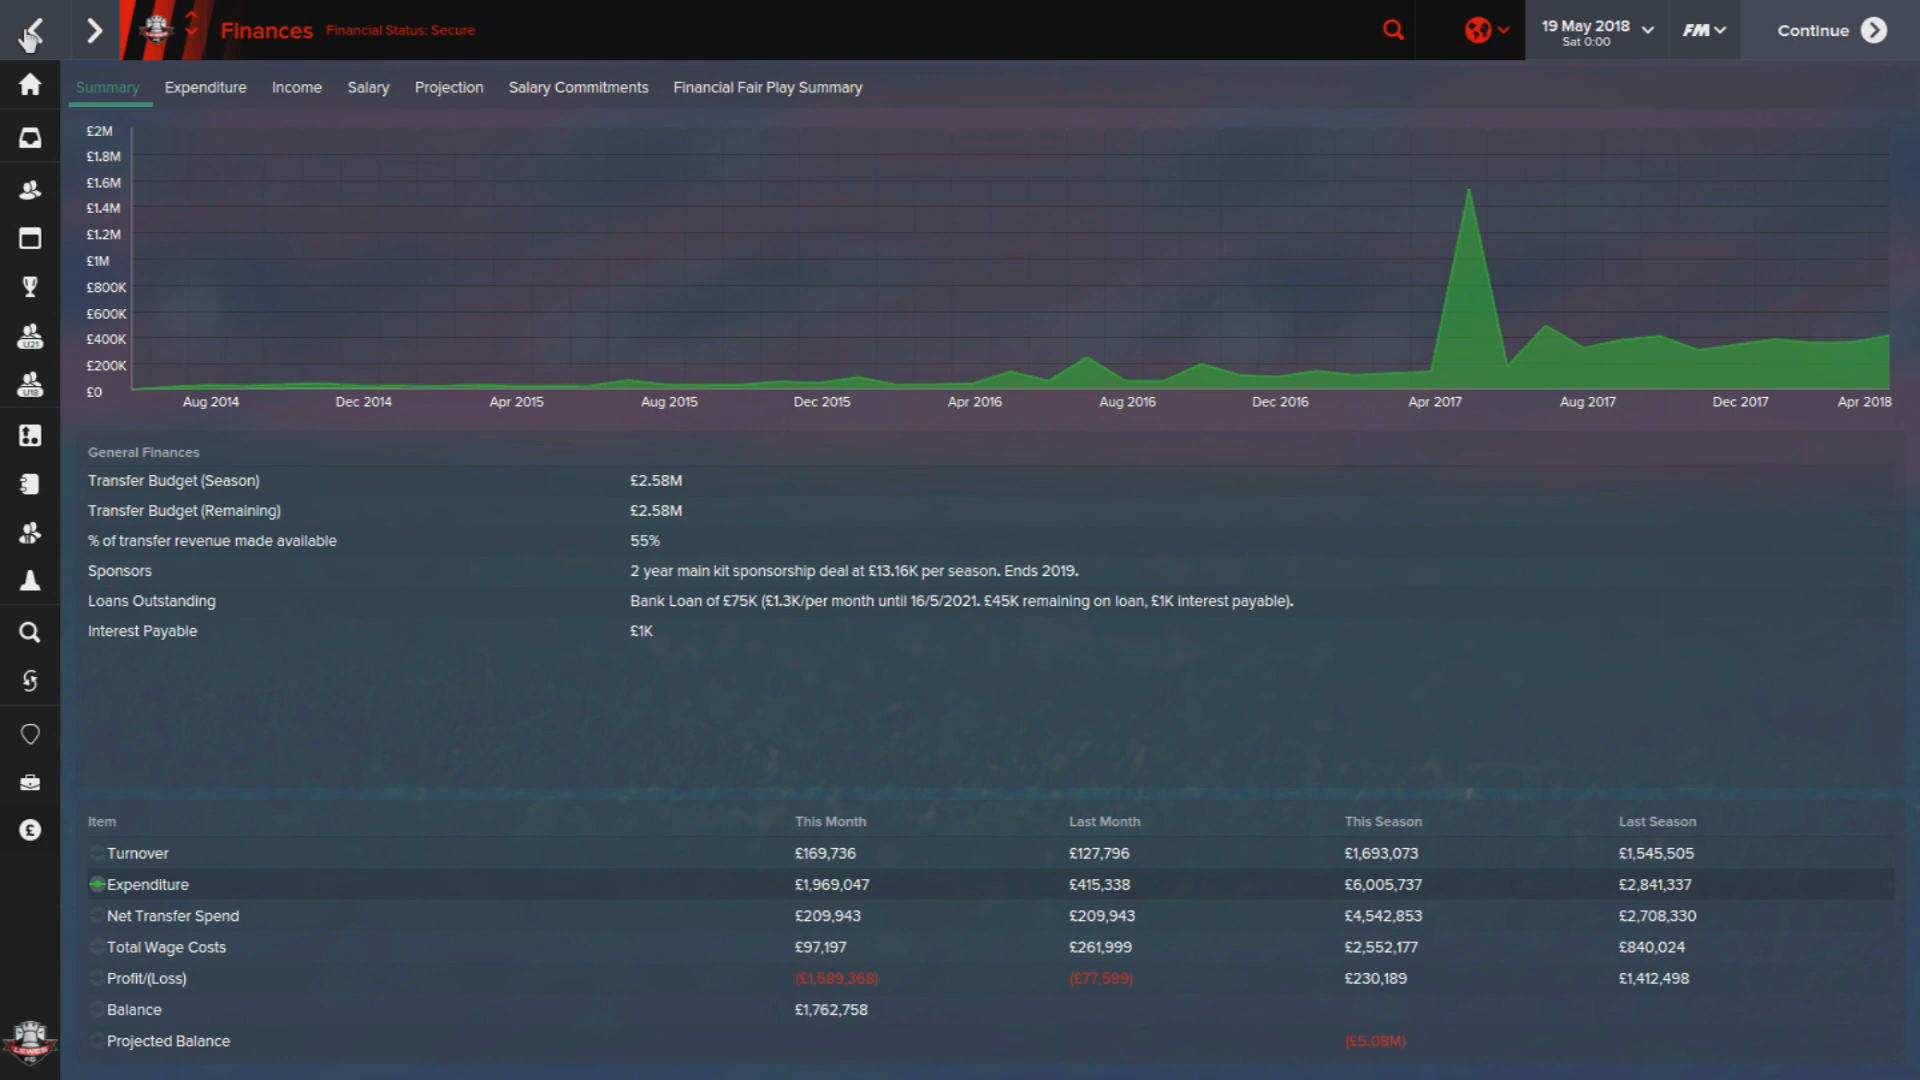 Finances Financial Status: Secure
19 May 2018
Sat 0:00
FM
Continue
Summary Expenditure Income Salary Projection Salary Commitments Financial Fair Play Summary
£2M
£1.8M
£1.6M
£1.4M
£1.2M
£1M
£800K
£600K
£400K
£200K
£0
Aug 2014 Dec 2014 Apr 2015 Aug 2015 Dec 2015 Apr 2016 Aug 2016 Dec 2016 Apr 2017 Aug 2017 Dec 2017 Apr 2018
U21
U18
General Finances
Transfer Budget (Season) £2.58M
Transfer Budget (Remaining) £2.58M
% of transfer revenue made available 55%
Sponsors 2 year main kit sponsorship deal at £13.16K per season. Ends 2019.
Loans Outstanding Bank Loan of £75K (£1.3K/per month until 16/5/2021. £45K remaining on loan, £1K interest payable).
Interest Payable £1K
Item This Month Last Month This Season Last Season
Turnover £169,736 £127,796 £1,693,073 £1,545,505
Expenditure £1,969,047 £415,338 £6,005,737 £2,841,337
Net Transfer Spend £209,943 £209,943 £4,542,853 £2,708,330
Total Wage Costs £97,197 £261,999 £2,552,177 £840,024
Profit/(Loss) (£1,589,368) (£77,599) £230,189 £1,412,498
Balance £1,762,758
Projected Balance (£5.08M)
LEWES
FC